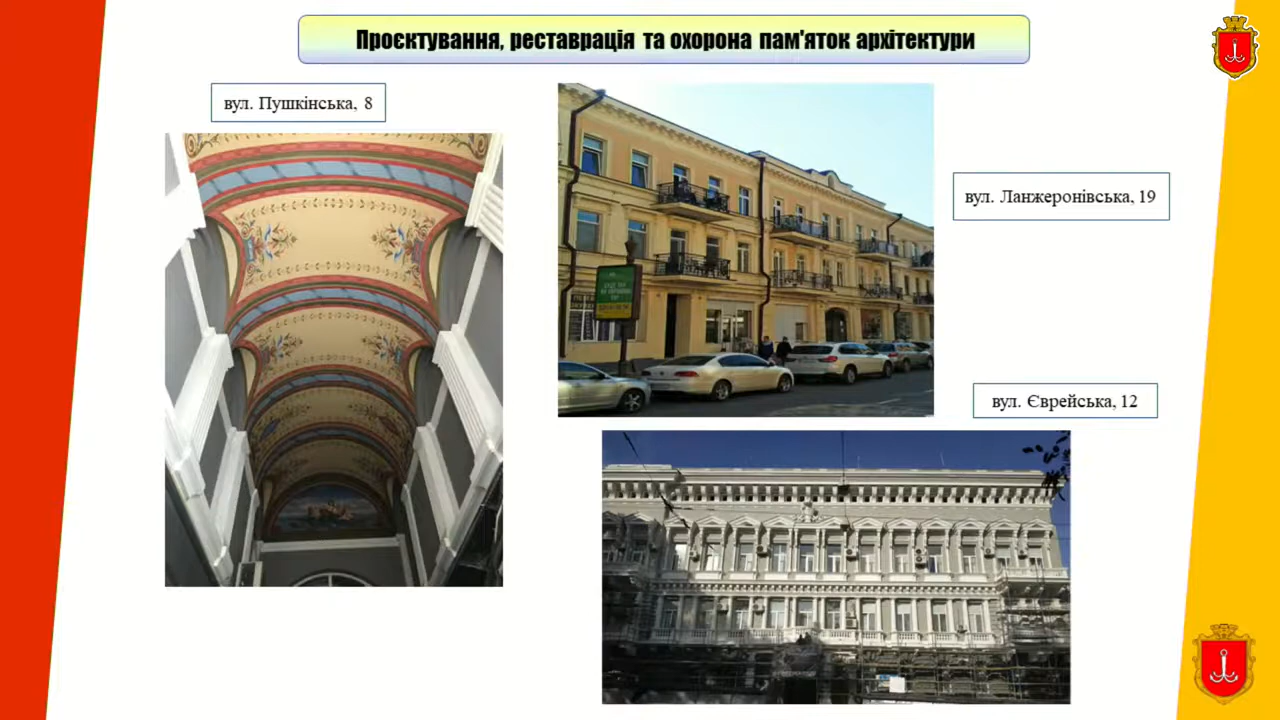 Проєктування, реставрація та охорона пам'яток архітектури
вул. Пушкінська, 8
вул. Ланжеронівська, 19
вул. Єврейська, 12